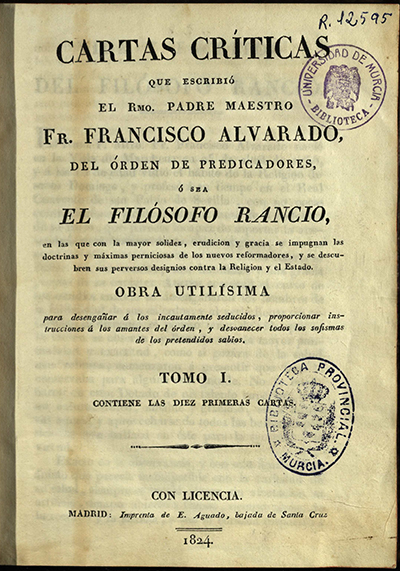 R. 12595
CARTAS CRÍTICAS
QUE ESCRIBIÓ
EL RMO. PADRE MAESTRO
FR. FRANCISCO ALVARADO,
DEL ÓRDEN DE PREDICADORES,
ó SEA
EL FILÓSOFO RANCIO,
en las que con la mayor solidez, erudicion y gracia se impugnan las
doctrinas y máximas perniciosas de los nuevos reformadores, y se descu-
bren sus perversos designios contra la Religion y el Estado.
OBRA UTILÍSIMA
para desengañar á los incautamente seducidos, proporcionar ins-
trucciones á los amantes del órden, y desvanecer todos los sofismas
de los pretendidos sabios.
TOMO I.
CONTIENE LAS DIEZ PRIMERAS CARTAS.
CON LICENCIA.
MADRID: Imprenta de E. Aguado, bajada de Santa Cruz
1824.
UNIVERSIDAD DE MURCIA
- BIBLIOTECA -
BIBLIOTECA PROVINCIAL.
MURCIA.